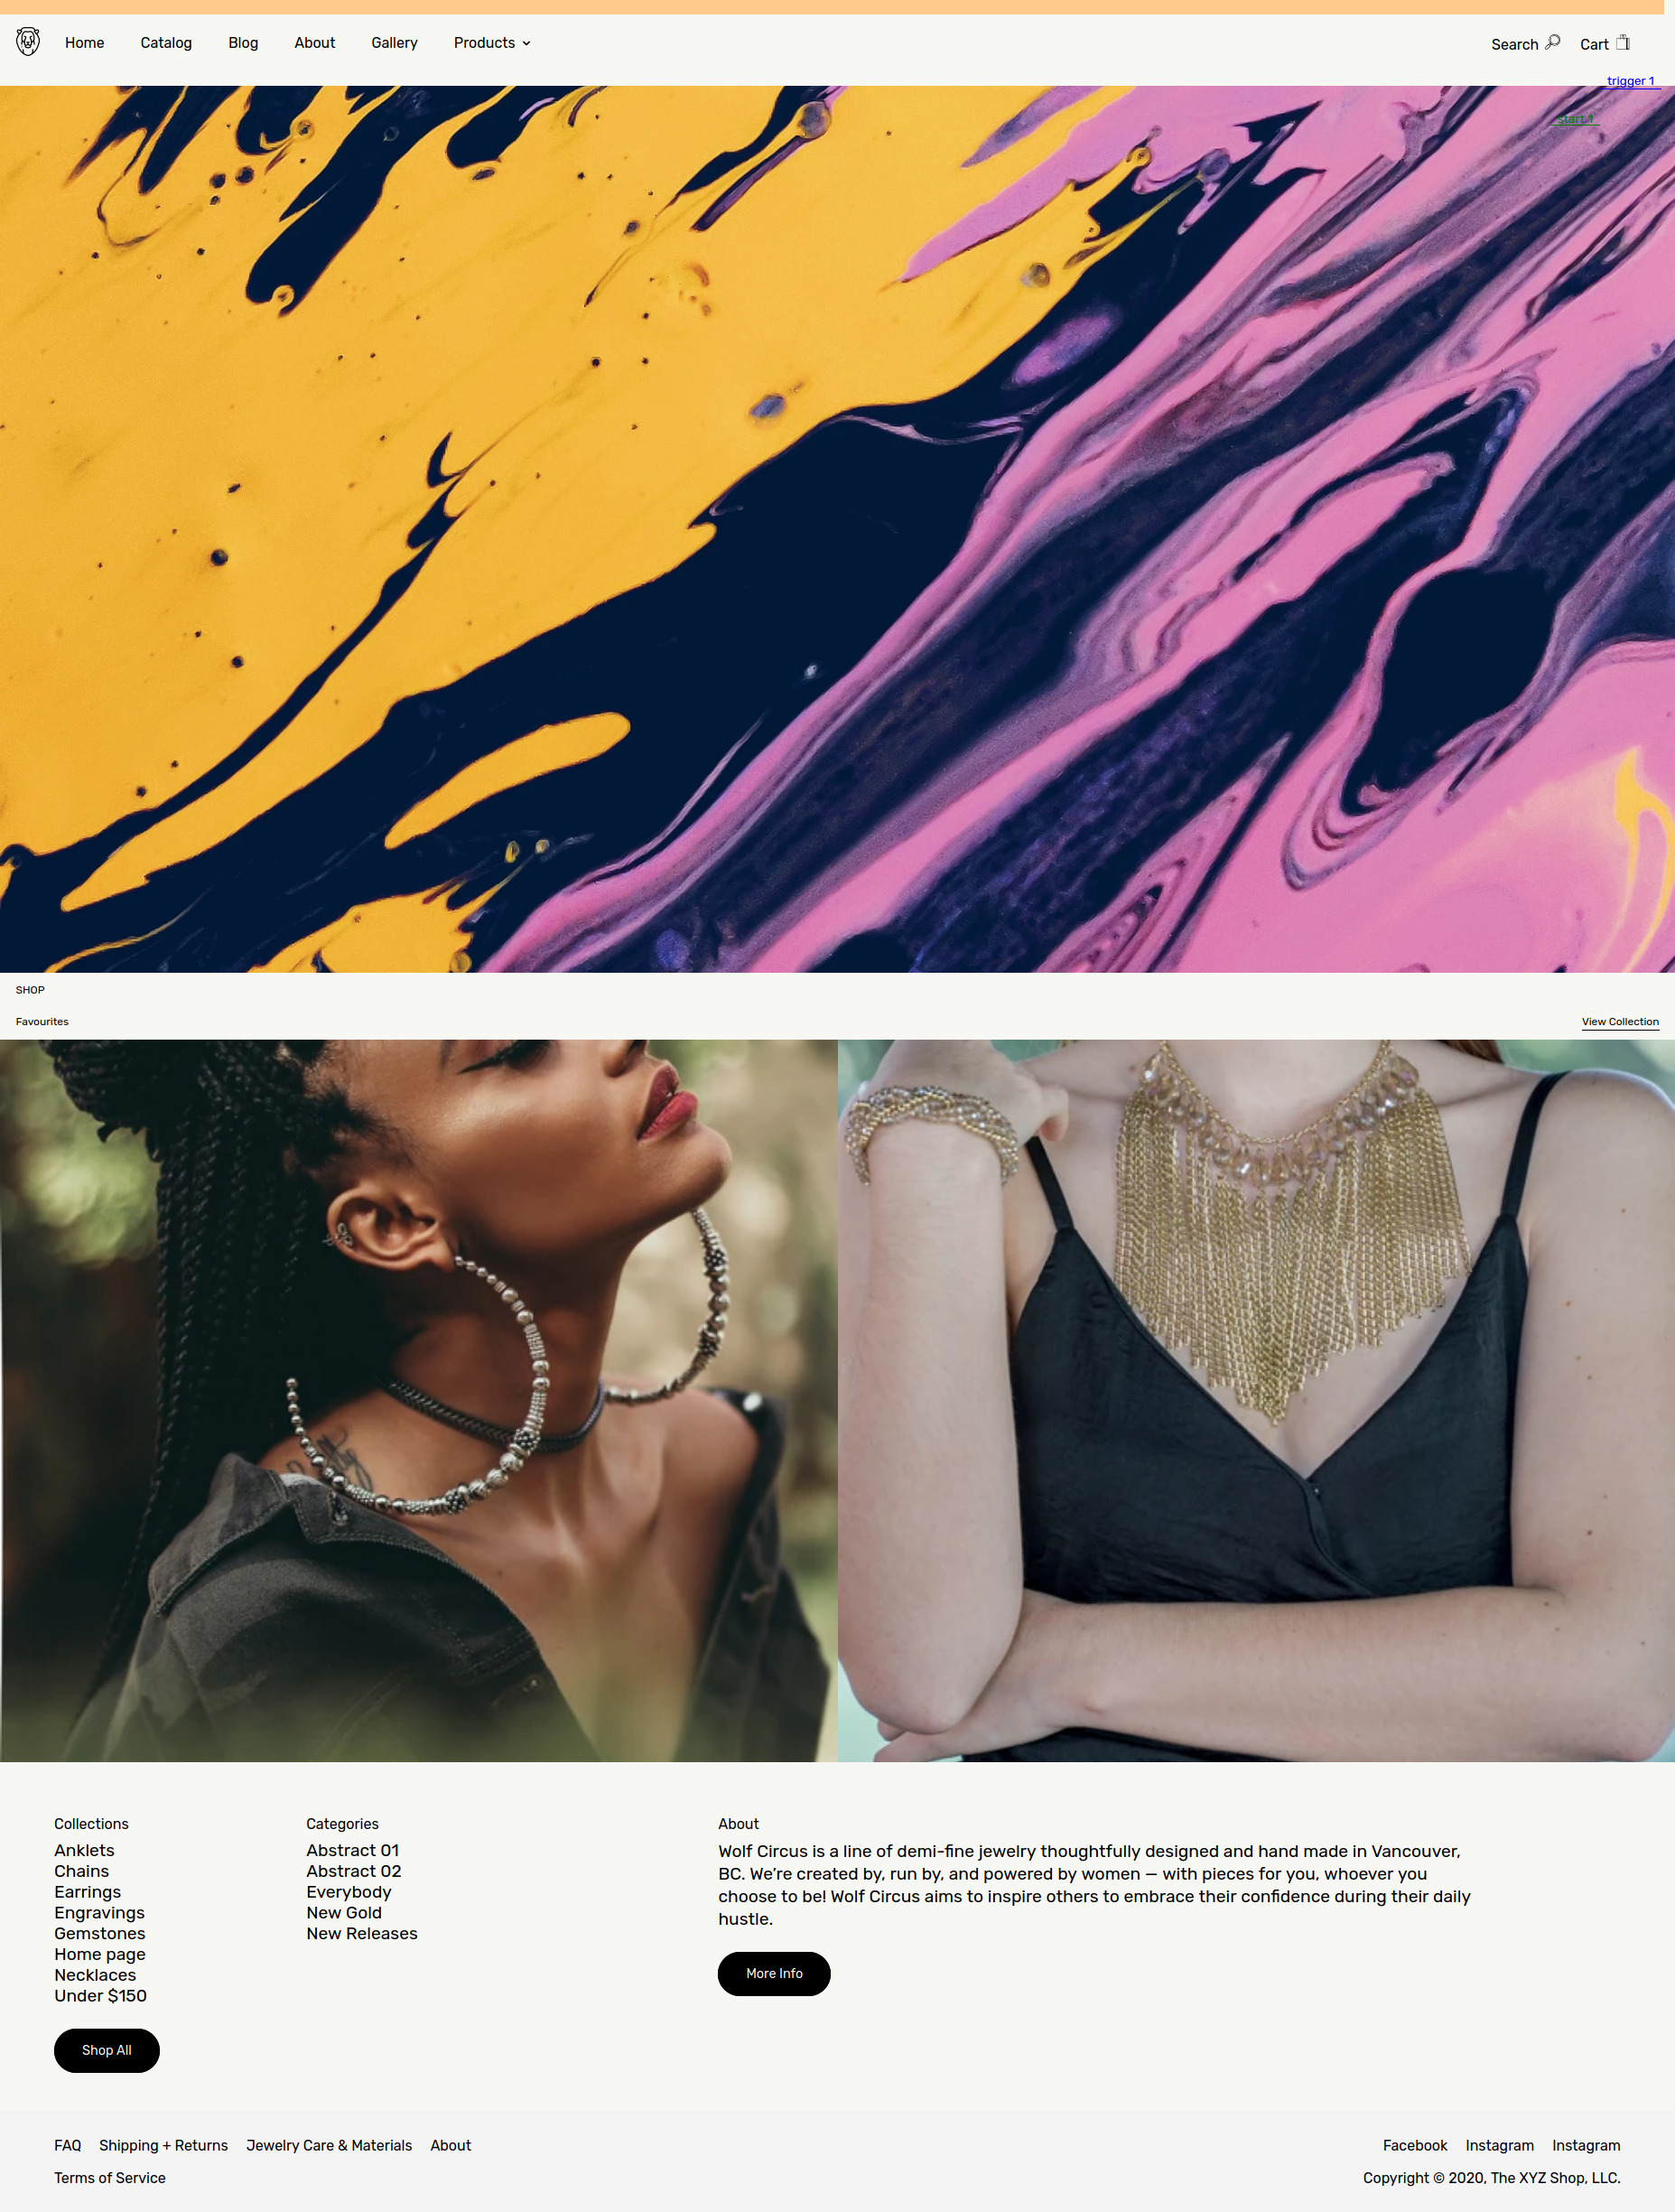 Home Catalog Blog About Gallery Products Search Cart
trigger 1
start 1
SHOP
Favourites View Collection
Collections Categories About
Anklets Abstract 01 Wolf Circus is a line of demi-fine jewelry thoughtfully designed and hand made in Vancouver,
Chains Abstract 02 BC. We’re created by, run by, and powered by women — with pieces for you, whoever you
Earrings Everybody choose to be! Wolf Circus aims to inspire others to embrace their confidence during their daily
Engravings New Gold hustle.
Gemstones New Releases
Home page
Necklaces More Info
Under $150
Shop All
FAQ Shipping + Returns Jewelry Care & Materials About Facebook Instagram Instagram
Terms of Service Copyright © 2020, The XYZ Shop, LLC.